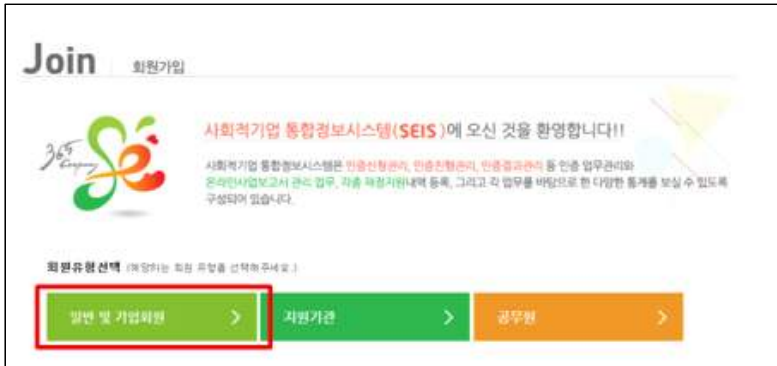 Join 회원가입
365 Company
사회적기업 통합정보시스템(SEIS )에 오신 것을 환영합니다!!
사회적기업 통합정보시스템은 인증신청관리, 인증진행관리, 인증결과관리 등 인증 업무관리와
온라인사업보고서 관리 업무, 각종 재정지원내역 등록, 그리고 각 업무를 바탕으로 한 다양한 통계를 보실 수 있도록
구성되어 있습니다.
회원유형선택 (해당하는 회원 유형을 선택해주세요.)
일반 및 기업회원 지원기관 공무원